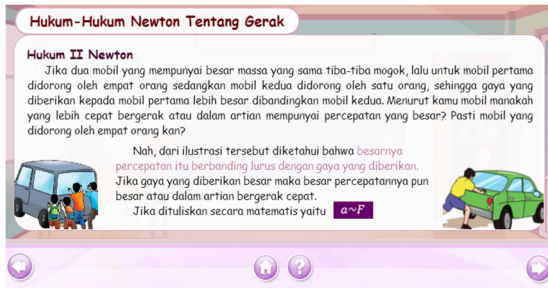 Hukum-Hukum Newton Tentang Gerak
Hukum II Newton
Jika dua mobil yang mempunyai besar massa yang sama tiba-tiba mogok, lalu untuk mobil pertama
didorong oleh empat orang sedangkan mobil kedua didorong oleh satu orang, sehingga gaya yang
diberikan kepada mobil pertama lebih besar dibandingkan mobil kedua. Menurut kamu mobil manakah
yang lebih cepat bergerak atau dalam artian mempunyai percepatan yang besar? Pasti mobil yang
didorong oleh empat orang kan?
Nah, dari ilustrasi tersebut diketahui bahwa besarnya
percepatan itu berbanding lurus dengan gaya yang diberikan.
Jika gaya yang diberikan besar maka besar percepatannya pun
besar atau dalam artian bergerak cepat.
Jika dituliskan secara matematis yaitu a~F
?